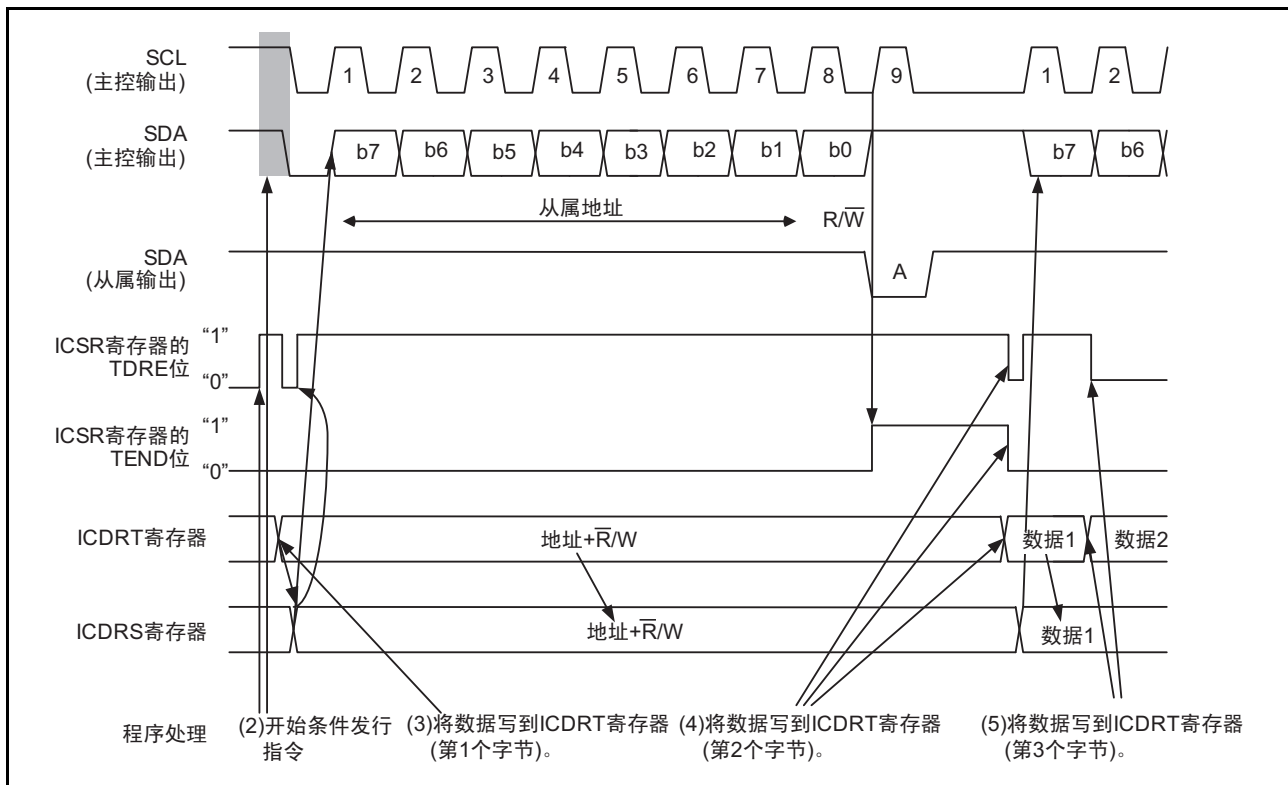 SCL
(主控输出)
1 2 3 4 5 6 7 8 9 1 2
SDA
(主控输出)
b7 b6 b5 b4 b3 b2 b1 b0 b7 b6
从属地址
R/W̅
SDA
(从属输出)
A
ICSR寄存器的
TDRE位
“1”
“0”
ICSR寄存器的
TEND位
“1”
“0”
ICDRT寄存器
地址+R̅/W
数据1
数据2
ICDRS寄存器
地址+R̅/W
数据1
程序处理
(2)开始条件发行
指令
(3)将数据写到ICDRT寄存器
(第1个字节)。
(4)将数据写到ICDRT寄存器
(第2个字节)。
(5)将数据写到ICDRT寄存器
(第3个字节)。